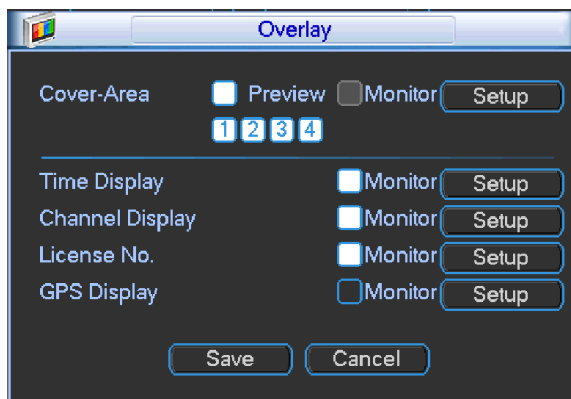 Overlay
Cover-Area Preview Monitor Setup
1 2 3 4
Time Display Monitor Setup
Channel Display Monitor Setup
License No. Monitor Setup
GPS Display Monitor Setup
Save Cancel